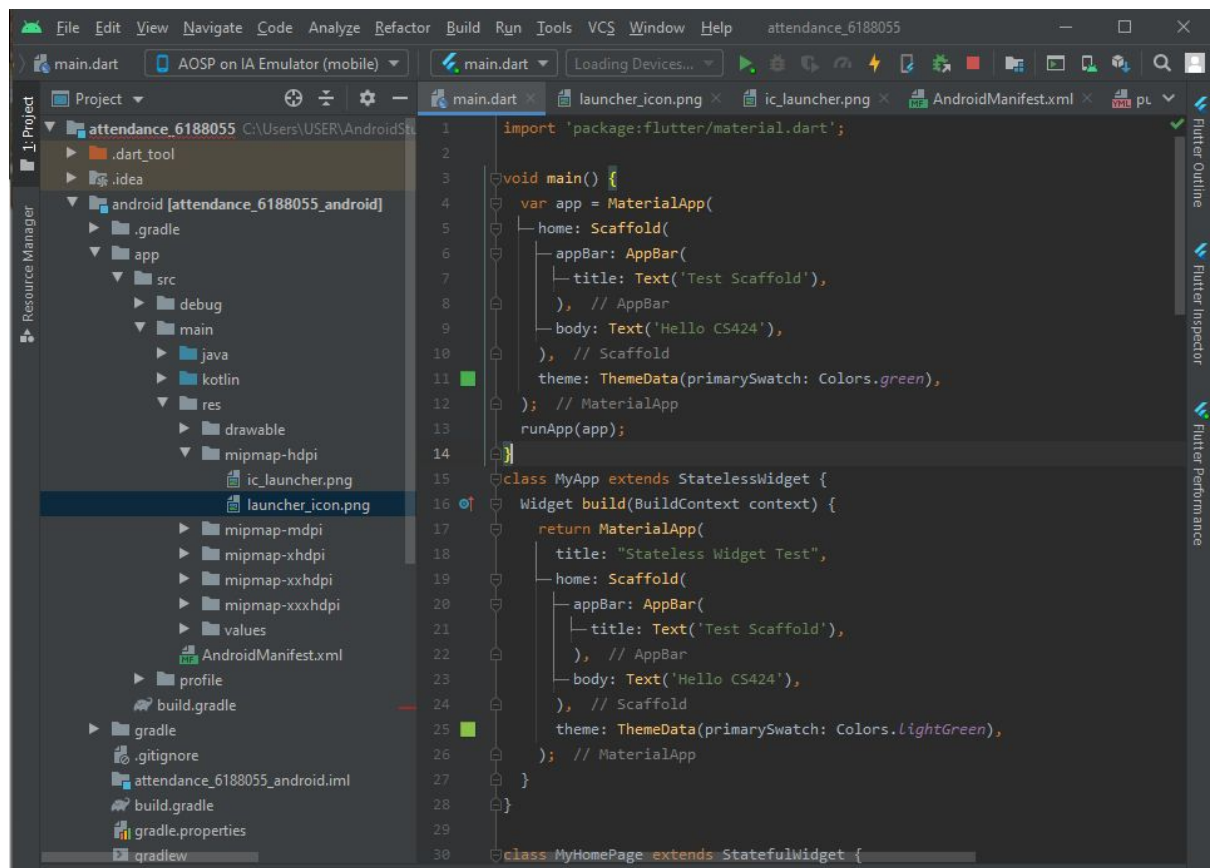 File Edit View Navigate Code Analyze Refactor Build Run Tools VCS Window Help attendance_6188055
main.dart AOSP on IA Emulator (mobile) main.dart Loading Devices...
1: Project
Resource Manager
Project
attendance_6188055 C:\Users\USER\AndroidStu
.dart_tool
.idea
android [attendance_6188055_android]
.gradle
app
src
debug
main
java
kotlin
res
drawable
mipmap-hdpi
ic_launcher.png
launcher_icon.png
mipmap-mdpi
mipmap-xhdpi
mipmap-xxhdpi
mipmap-xxxhdpi
values
AndroidManifest.xml
profile
build.gradle
gradle
.gitignore
attendance_6188055_android.iml
build.gradle
gradle.properties
gradlew
main.dart launcher_icon.png ic_launcher.png AndroidManifest.xml pu
1 import 'package:flutter/material.dart';
2
3 void main() {
4 var app = MaterialApp(
5 home: Scaffold(
6 appBar: AppBar(
7 title: Text('Test Scaffold'),
8 ), // AppBar
9 body: Text('Hello CS424'),
10 ), // Scaffold
11 theme: ThemeData(primarySwatch: Colors.green),
12 ); // MaterialApp
13 runApp(app);
14 }
15 class MyApp extends StatelessWidget {
16 Widget build(BuildContext context) {
17 return MaterialApp(
18 title: "Stateless Widget Test",
19 home: Scaffold(
20 appBar: AppBar(
21 title: Text('Test Scaffold'),
22 ), // AppBar
23 body: Text('Hello CS424'),
24 ), // Scaffold
25 theme: ThemeData(primarySwatch: Colors.lightGreen),
26 ); // MaterialApp
27 }
28 }
29
30 class MyHomePage extends StatefulWidget {
Flutter Outline
Flutter Inspector
Flutter Performance